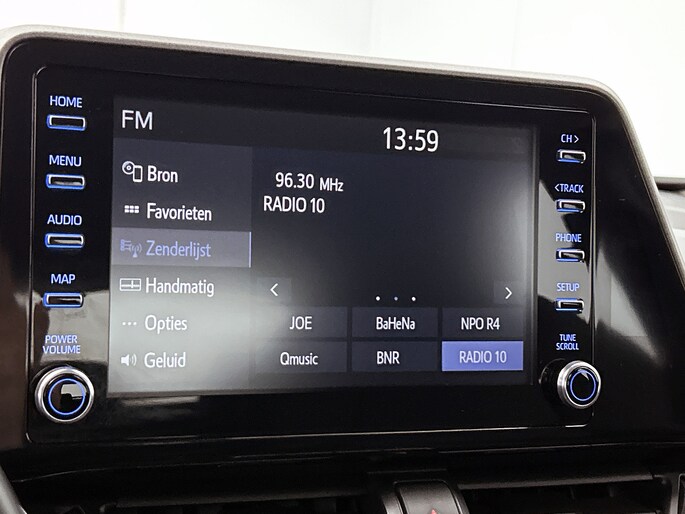 HOME
MENU
AUDIO
MAP
POWER
VOLUME
FM
13:59
Bron
Favorieten
Zenderlijst
Handmatig
Opties
Geluid
96.30 MHz
RADIO 10
JOE BaHeNa NPO R4
Qmusic BNR RADIO 10
CH >
< TRACK
PHONE
SETUP
TUNE
SCROLL